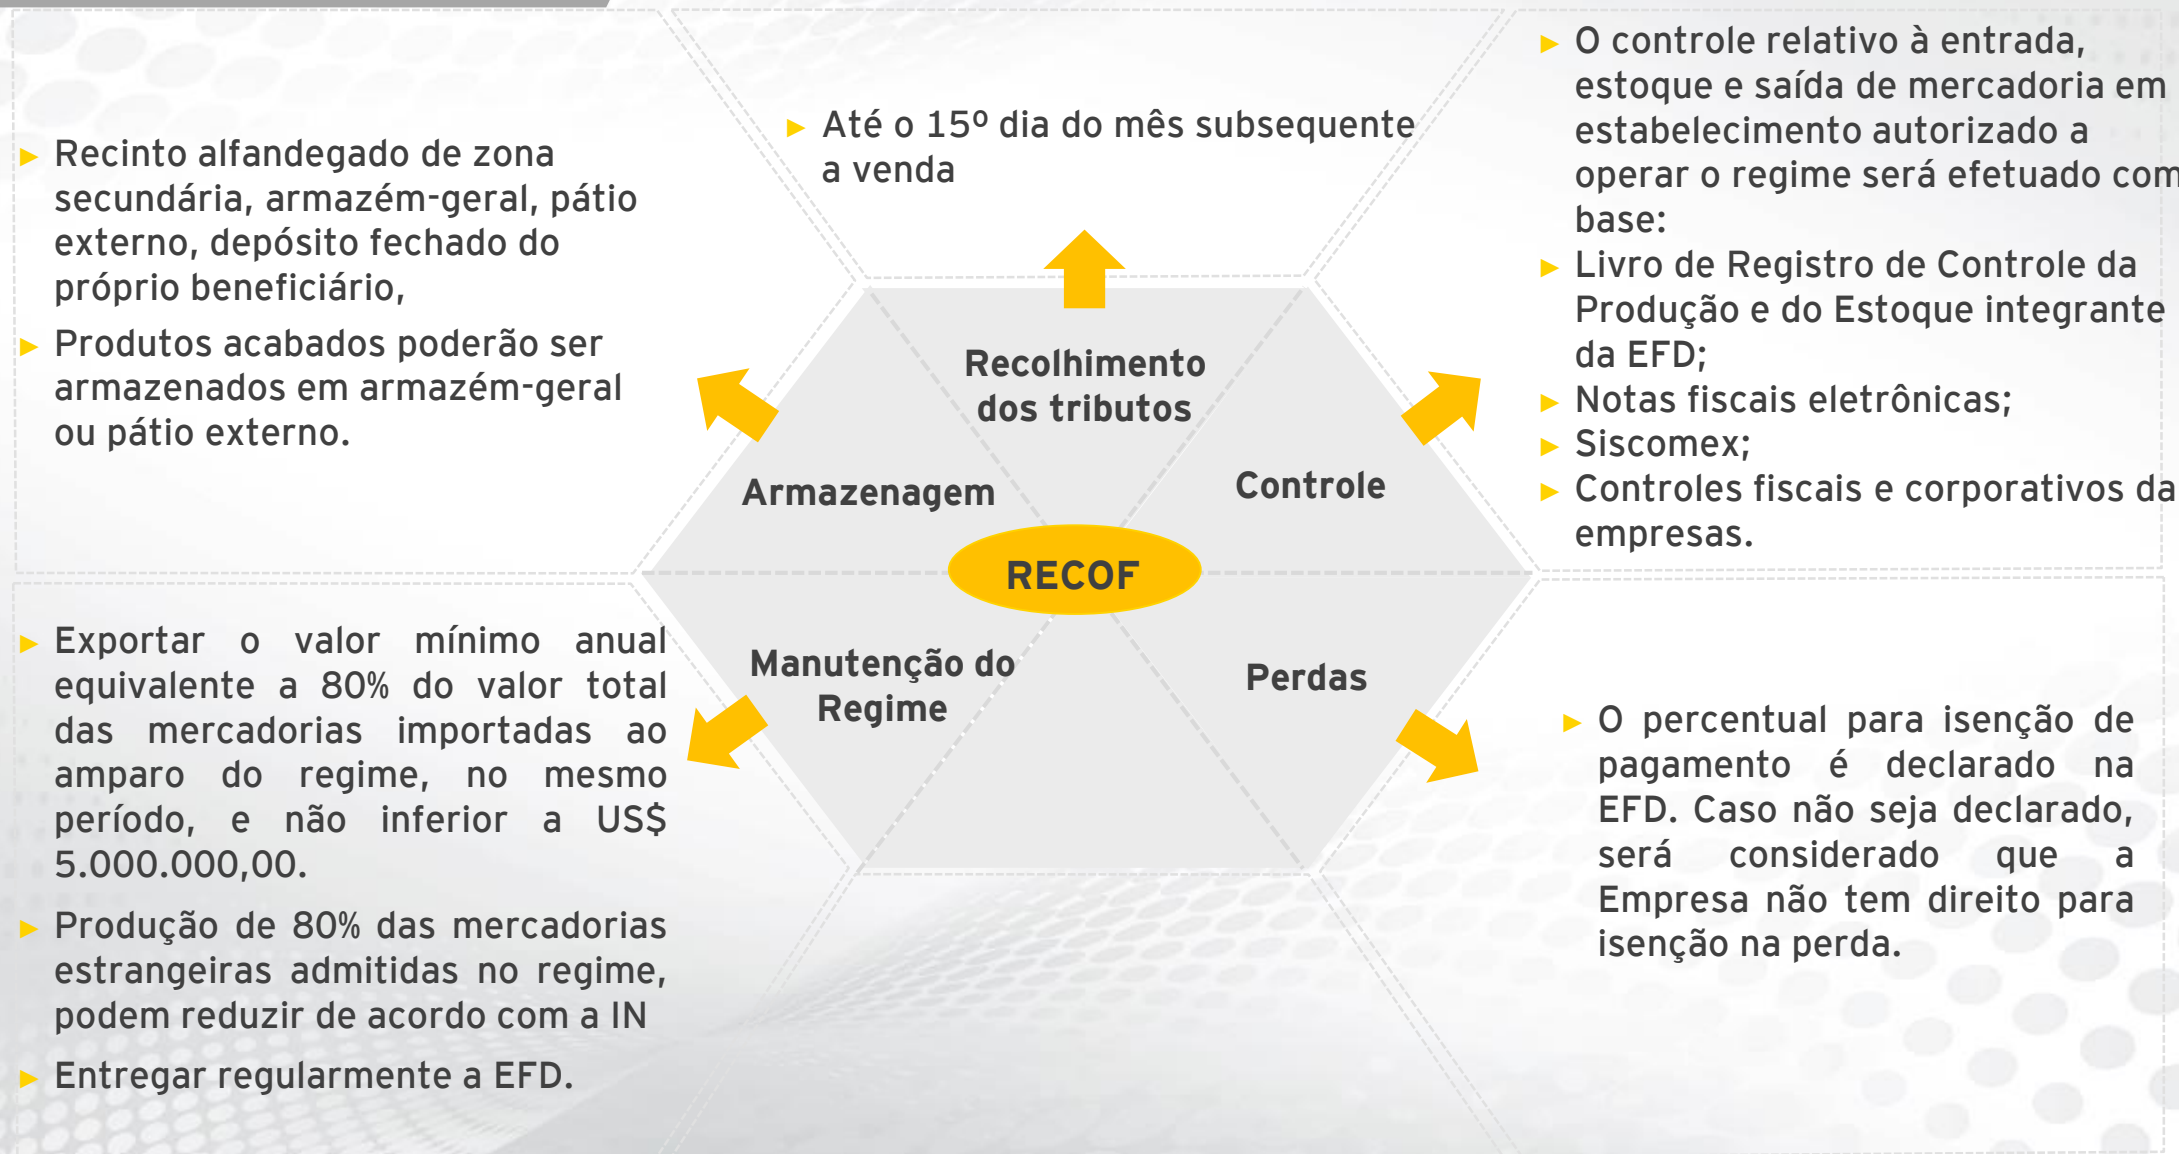 ► Recinto alfandegado de zona
secundária, armazém-geral, pátio
externo, depósito fechado do
próprio beneficiário,
► Produtos acabados poderão ser
armazenados em armazém-geral
ou pátio externo.
► Até o 15º dia do mês subsequente
a venda
► O controle relativo à entrada,
estoque e saída de mercadoria em
estabelecimento autorizado a
operar o regime será efetuado com
base:
► Livro de Registro de Controle da
Produção e do Estoque integrante
da EFD;
► Notas fiscais eletrônicas;
► Siscomex;
► Controles fiscais e corporativos da
empresas.
Recolhimento
dos tributos
Armazenagem
Controle
RECOF
Manutenção do
Regime
Perdas
► Exportar o valor mínimo anual
equivalente a 80% do valor total
das mercadorias importadas ao
amparo do regime, no mesmo
período, e não inferior a US$
5.000.000,00.
► Produção de 80% das mercadorias
estrangeiras admitidas no regime,
podem reduzir de acordo com a IN
► Entregar regularmente a EFD.
► O percentual para isenção de
pagamento é declarado na
EFD. Caso não seja declarado,
será considerado que a
Empresa não tem direito para
isenção na perda.